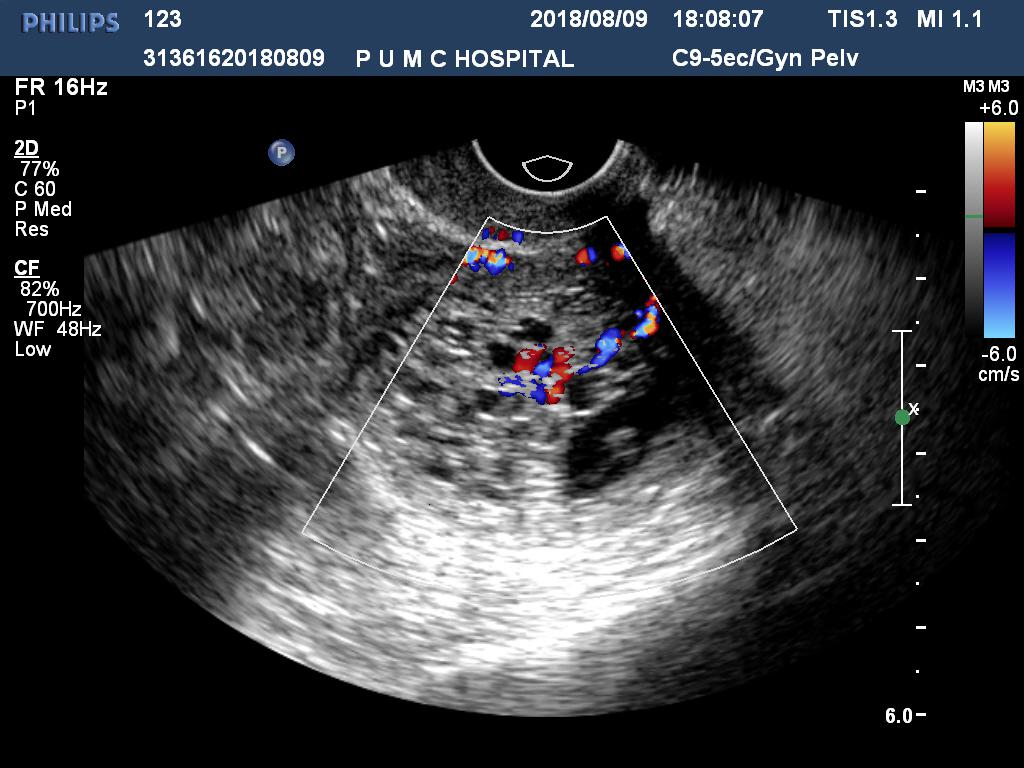 PHILIPS
123
2018/08/09 18:08:07
TIS1.3 MI 1.1
31361620180809 P U M C HOSPITAL
C9-5ec/Gyn Pelv
FR 16Hz
P1
2D
77%
C 60
P Med
Res
CF
82%
700Hz
WF 48Hz
Low
P
M3 M3
+6.0
-6.0
cm/s
X
6.0